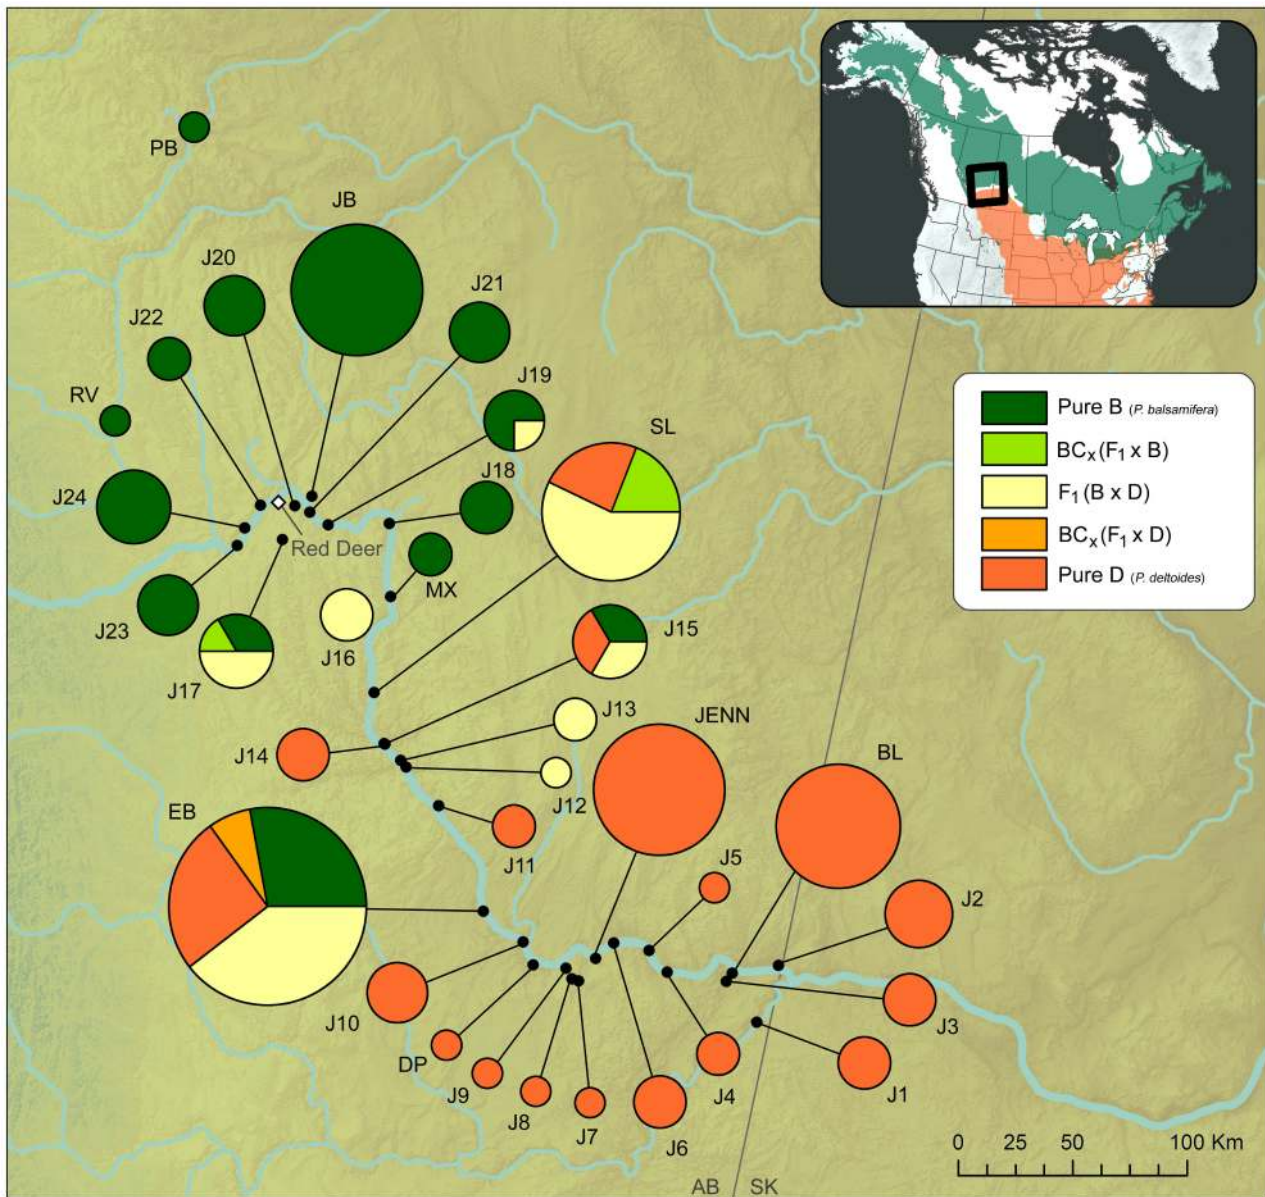 PB
JB
J20
J21
J22
J19
RV
SL
J18
J24
Red Deer
MX
J23
J16
J15
J17
J13
JENN
J14
BL
J12
EB
J11
J5
J2
J10
J3
DP
J4
J9
J1
J8
J7
J6
Pure B (P. balsamifera)
BCx(F1 x B)
F1 (B x D)
BCx(F1 x D)
Pure D (P. deltoides)
0 25 50 100 Km
AB SK